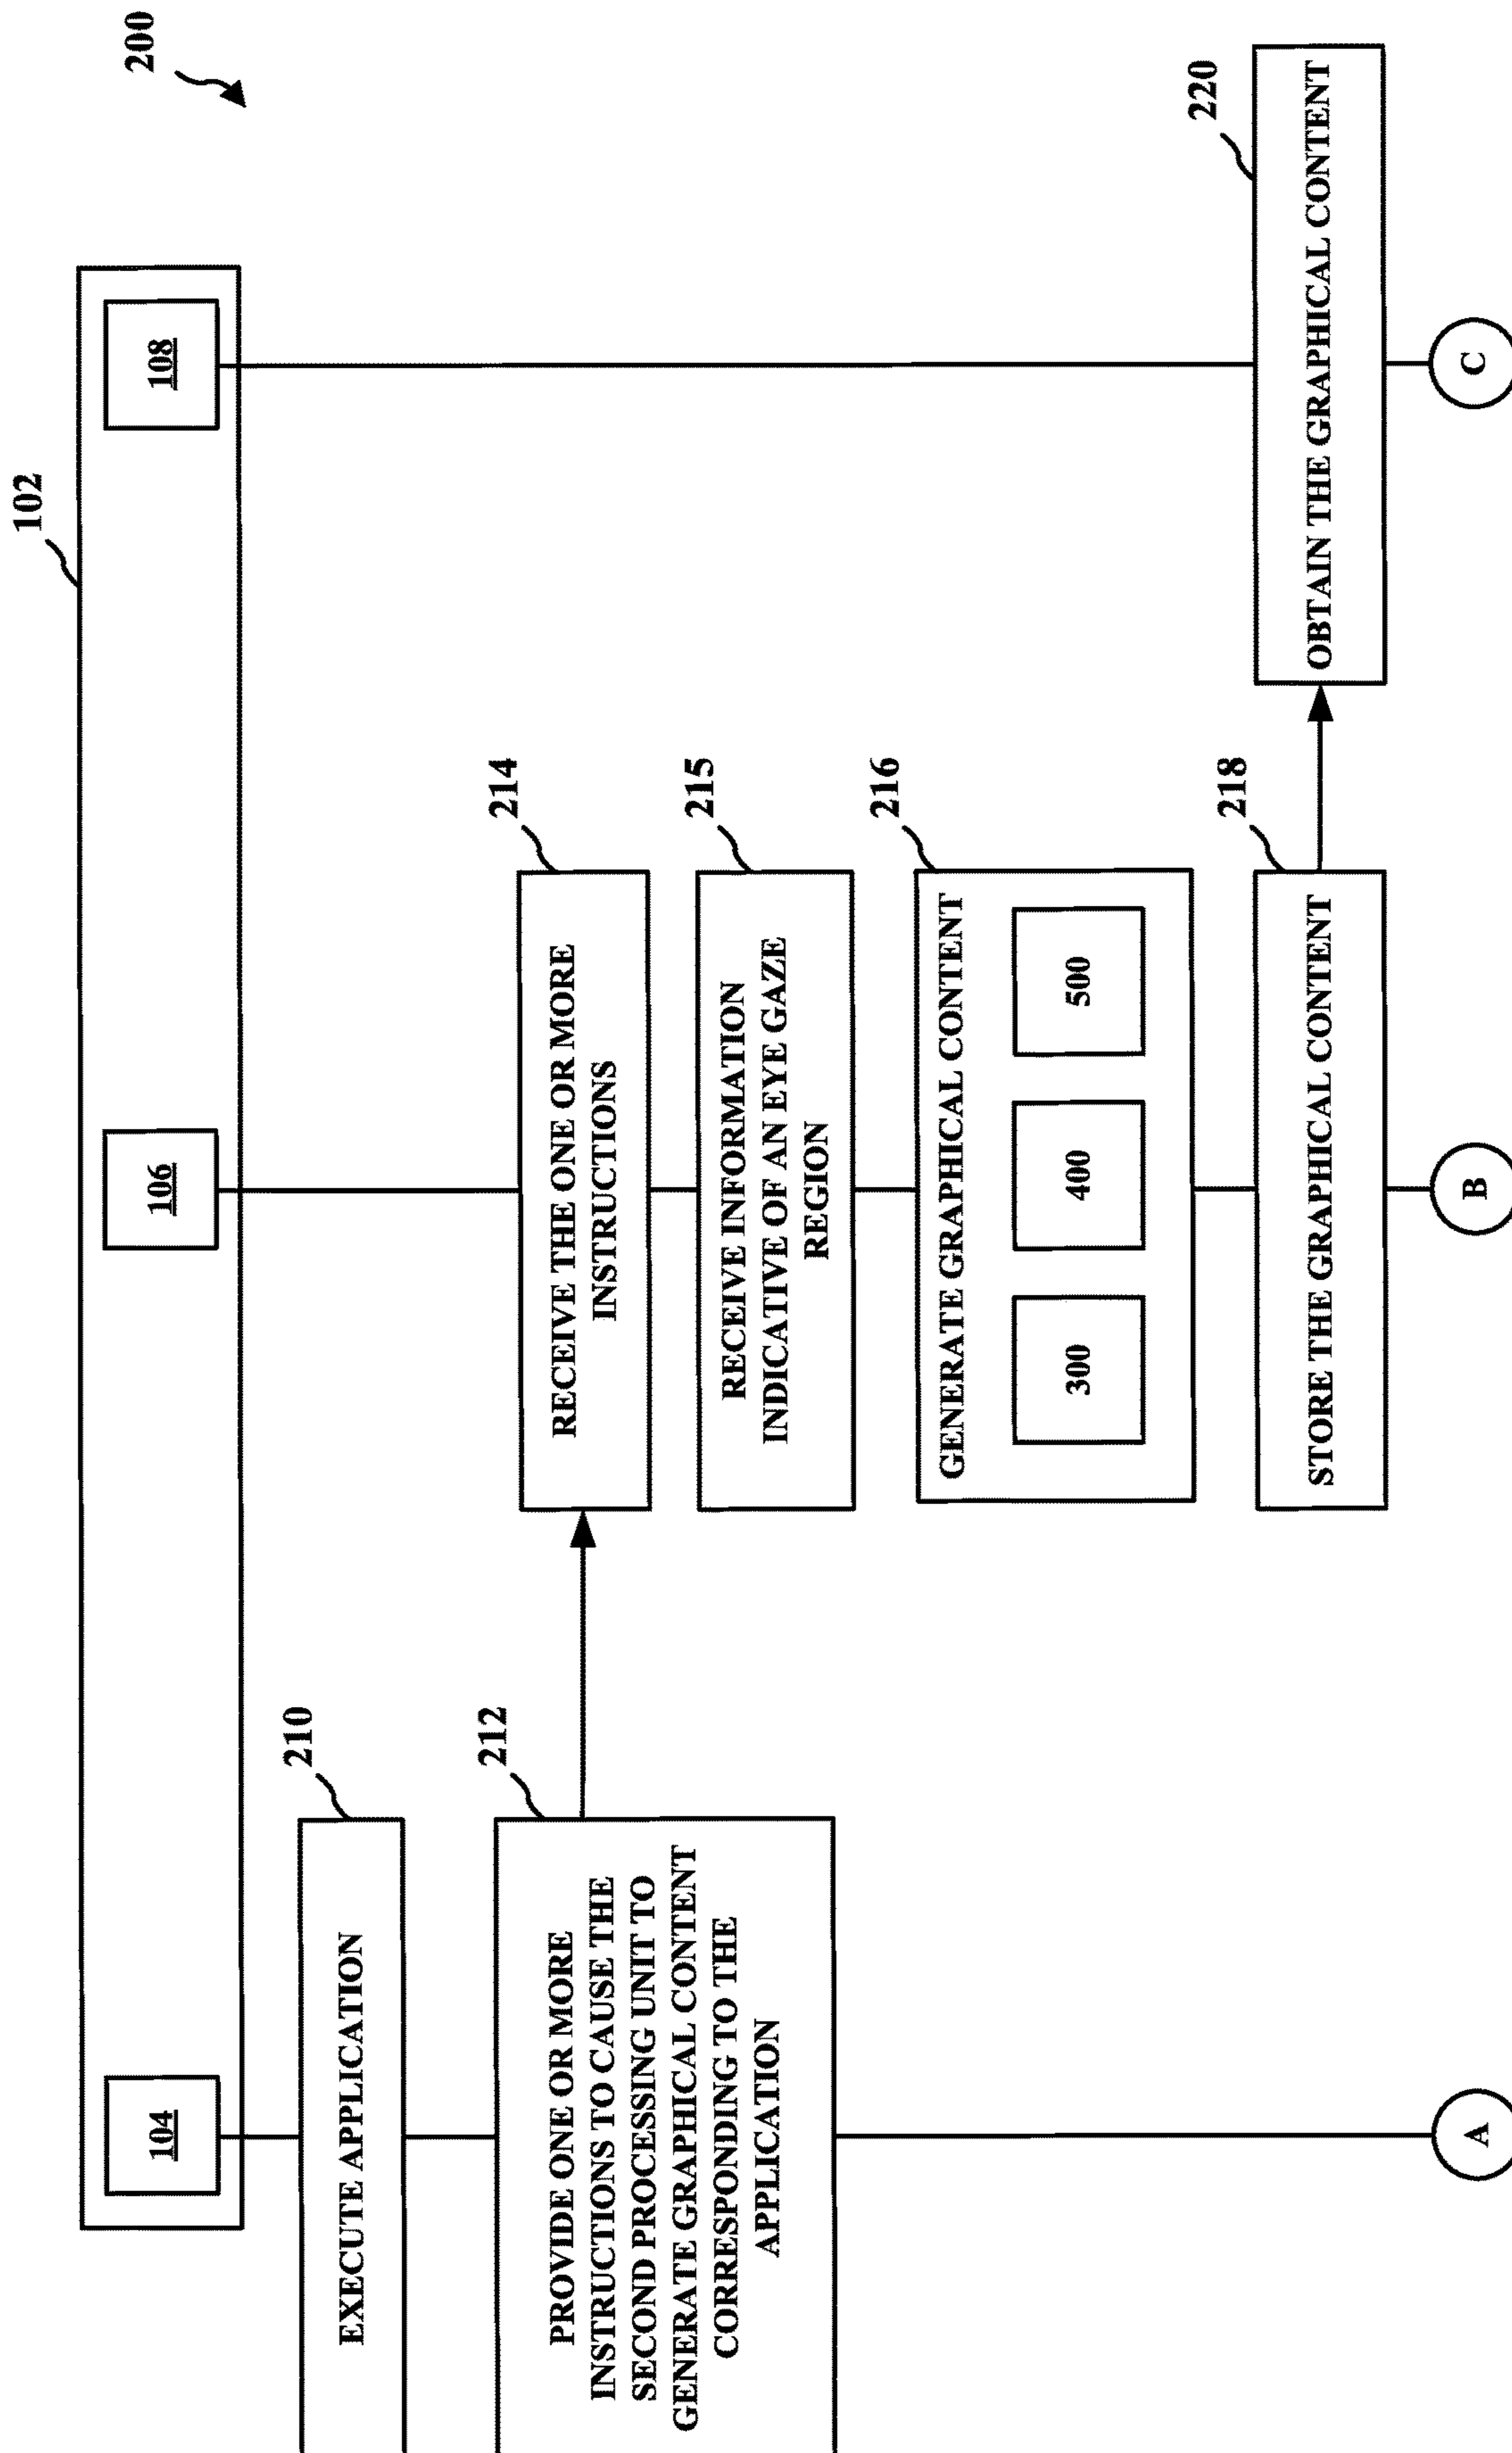 200
102
104
106
108
210
EXECUTE APPLICATION
212
PROVIDE ONE OR MORE
INSTRUCTIONS TO CAUSE THE
SECOND PROCESSING UNIT TO
GENERATE GRAPHICAL CONTENT
CORRESPONDING TO THE
APPLICATION
214
RECEIVE THE ONE OR MORE
INSTRUCTIONS
215
RECEIVE INFORMATION
INDICATIVE OF AN EYE GAZE
REGION
216
GENERATE GRAPHICAL CONTENT
300
400
500
218
STORE THE GRAPHICAL CONTENT
220
OBTAIN THE GRAPHICAL CONTENT
A
B
C